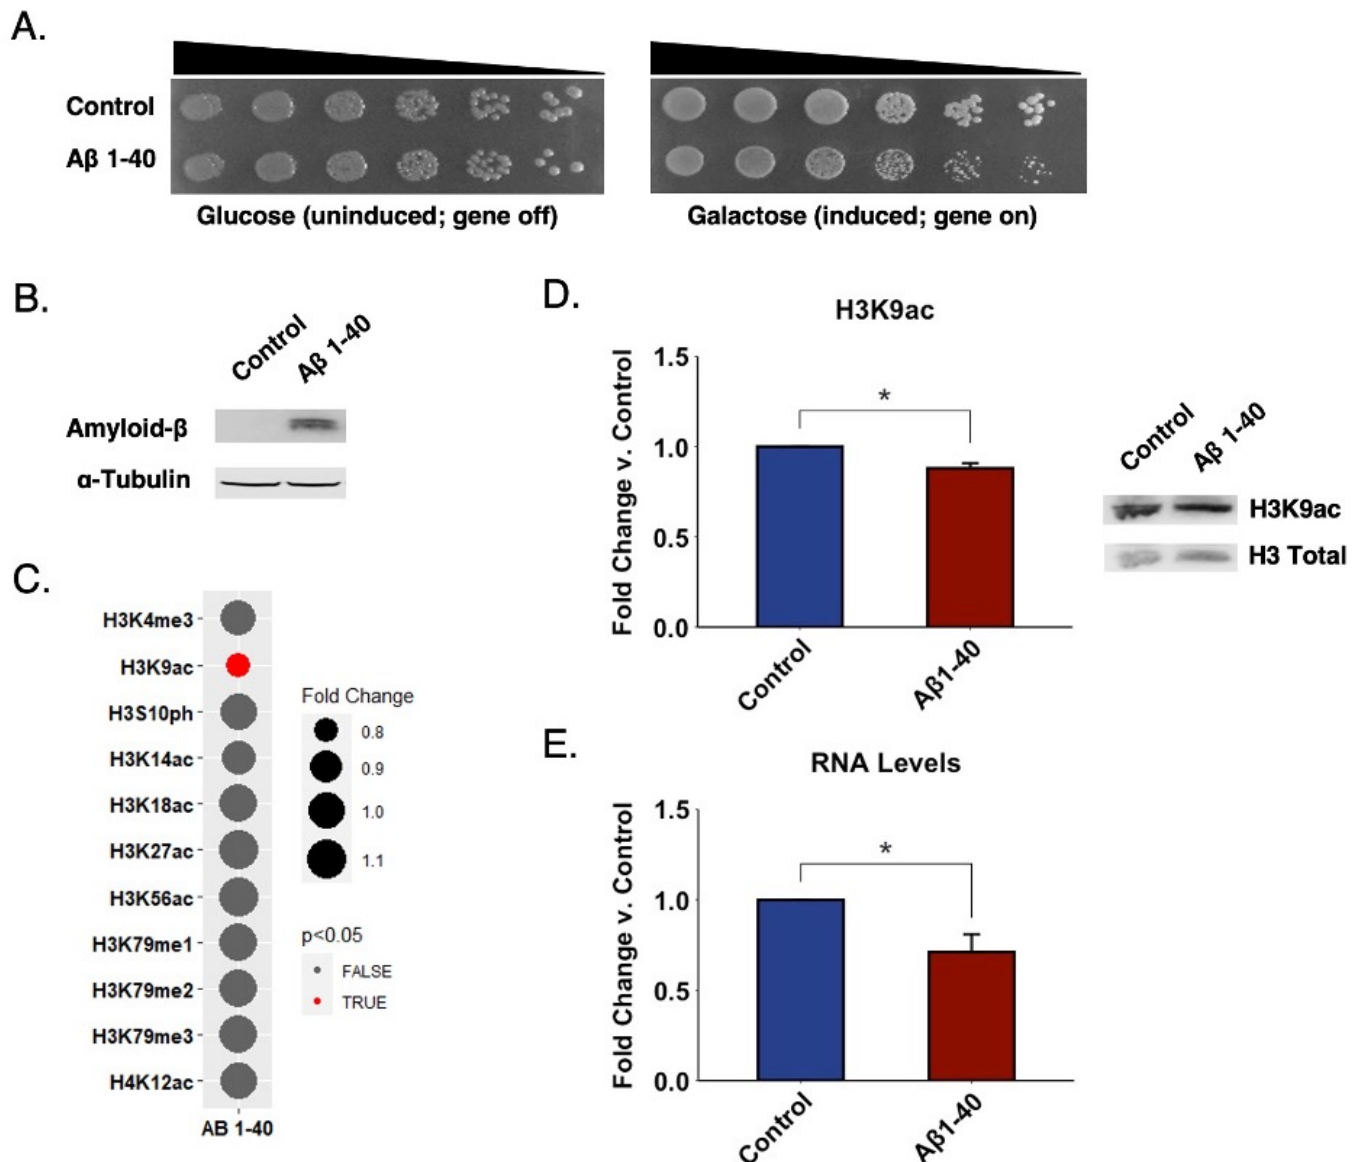 A.
Control
Aβ 1-40
Glucose (uninduced; gene off)
Galactose (induced; gene on)
B.
Control
Aβ 1-40
Amyloid-β
α-Tubulin
C.
H3K4me3
H3K9ac
H3S10ph
H3K14ac
H3K18ac
H3K27ac
H3K56ac
H3K79me1
H3K79me2
H3K79me3
H4K12ac
AB 1-40
Fold Change
0.8
0.9
1.0
1.1
p<0.05
FALSE
TRUE
D.
H3K9ac
Fold Change v. Control
1.5
1.0
0.5
0.0
*
Control
Aβ1-40
Control
Aβ 1-40
H3K9ac
H3 Total
E.
RNA Levels
Fold Change v. Control
1.5
1.0
0.5
0.0
*
Control
Aβ1-40